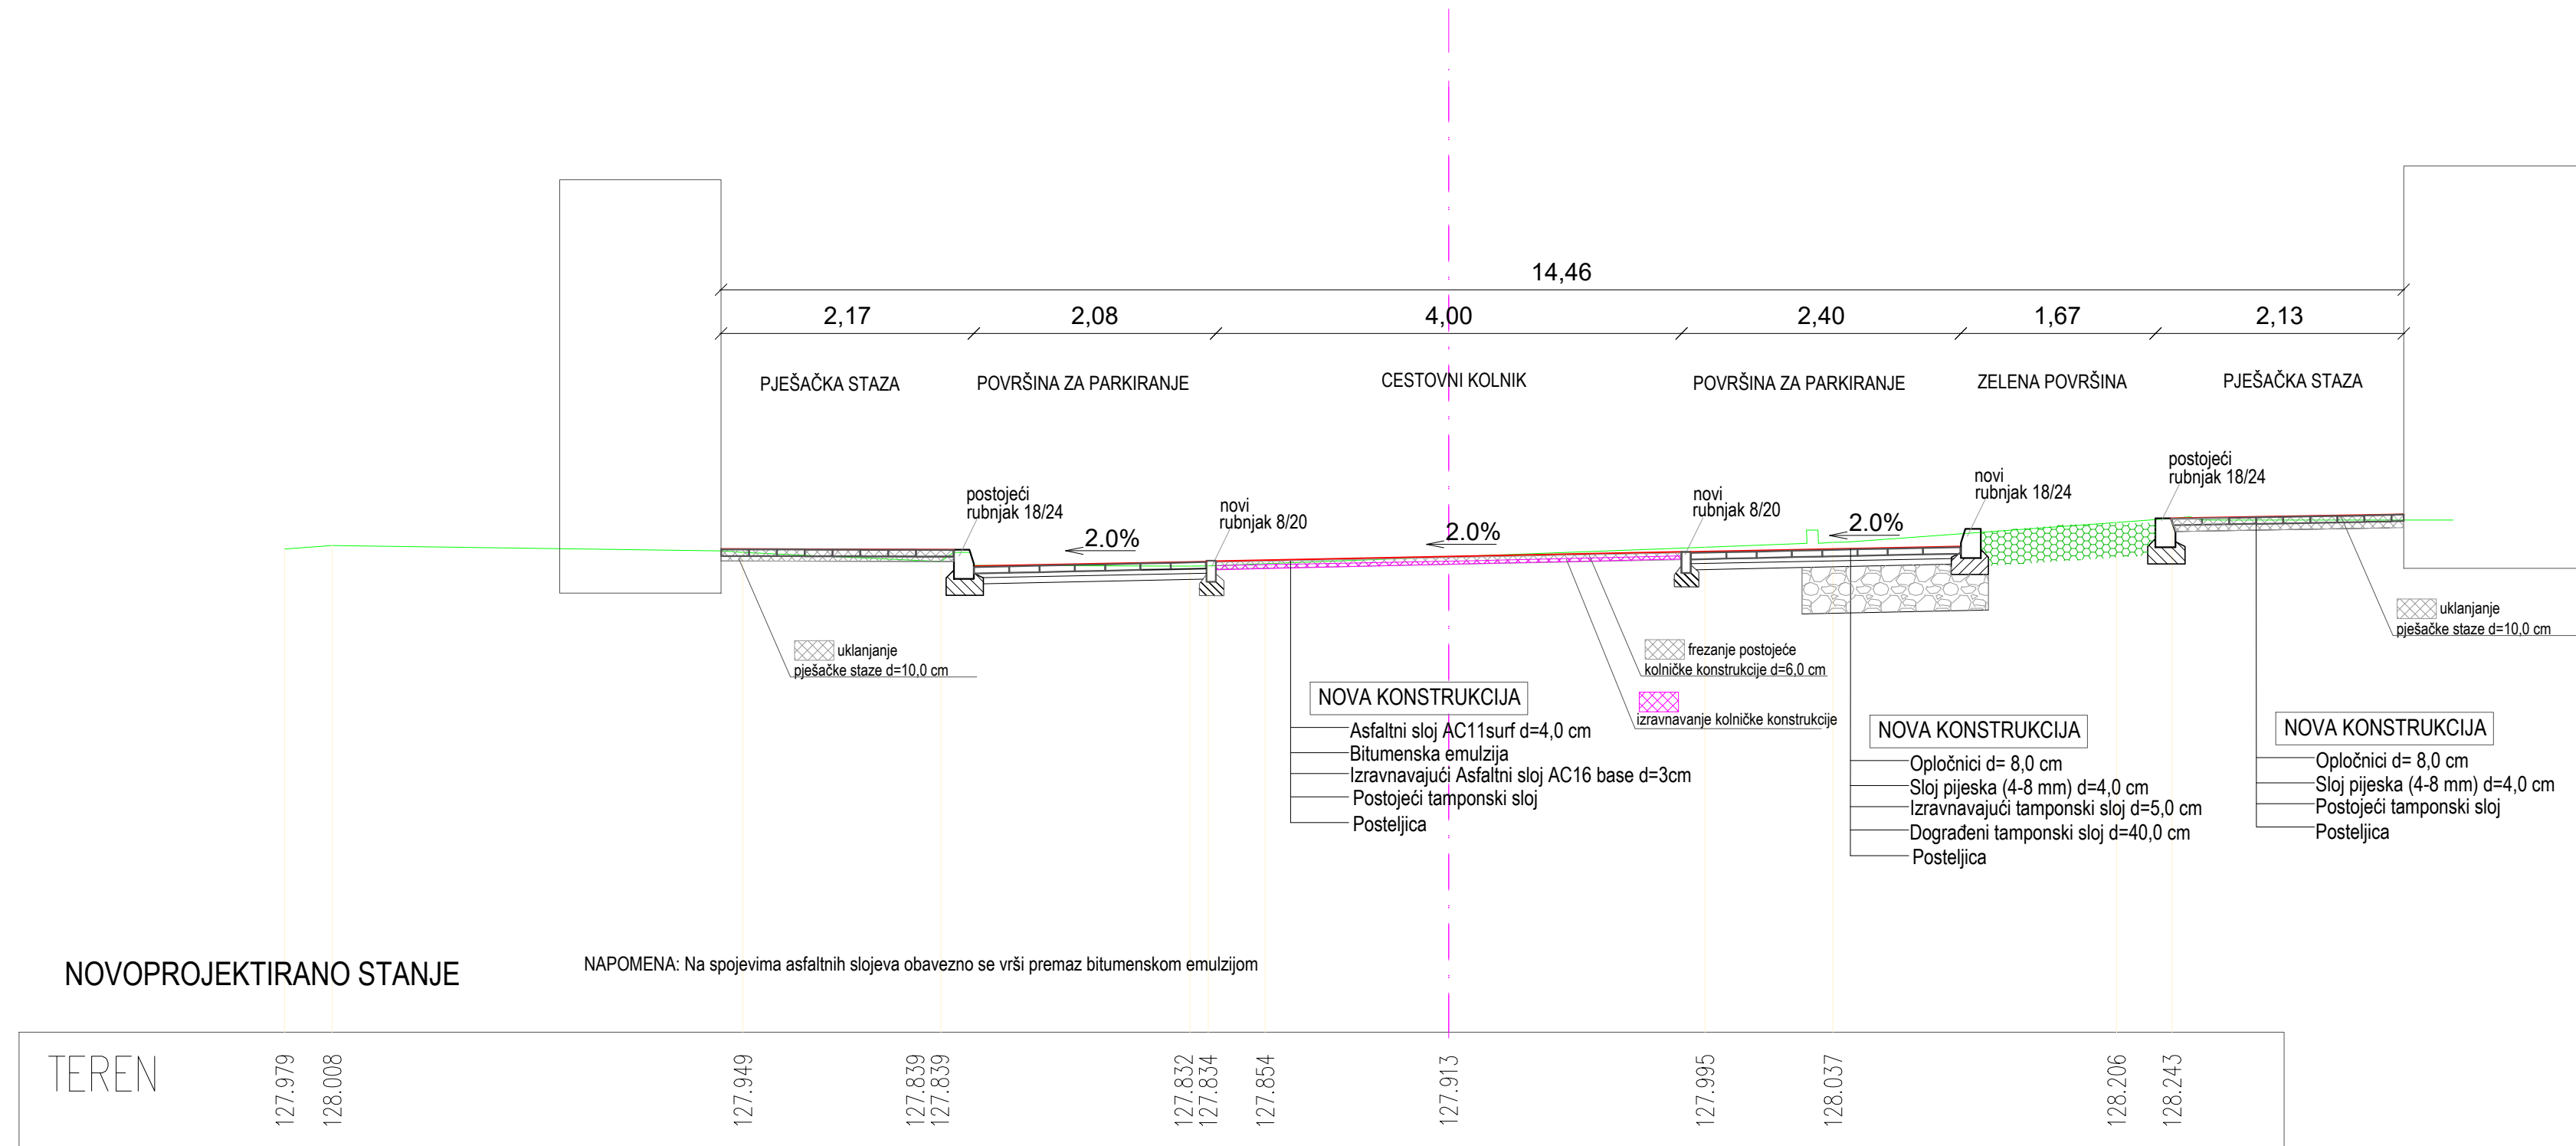 14,46
2,17
2,08
4,00
2,40
1,67
2,13
PJEŠAČKA STAZA
POVRŠINA ZA PARKIRANJE
CESTOVNI KOLNIK
POVRŠINA ZA PARKIRANJE
ZELENA POVRŠINA
PJEŠAČKA STAZA
postojeći
rubnjak 18/24
2.0%
novi
rubnjak 8/20
2.0%
novi
rubnjak 8/20
2.0%
novi
rubnjak 18/24
postojeći
rubnjak 18/24
uklanjanje
pješačke staze d=10,0 cm
frezanje postojeće
kolničke konstrukcije d=6,0 cm
izravnavanje kolničke konstrukcije
uklanjanje
pješačke staze d=10,0 cm
NOVA KONSTRUKCIJA
Asfaltni sloj AC11surf d=4,0 cm
Bitumenska emulzija
Izravnavajući Asfaltni sloj AC16 base d=3cm
Postojeći tamponski sloj
Posteljica
NOVA KONSTRUKCIJA
Opločnici d= 8,0 cm
Sloj pijeska (4-8 mm) d=4,0 cm
Izravnavajući tamponski sloj d=5,0 cm
Dograđeni tamponski sloj d=40,0 cm
Posteljica
NOVA KONSTRUKCIJA
Opločnici d= 8,0 cm
Sloj pijeska (4-8 mm) d=4,0 cm
Postojeći tamponski sloj
Posteljica
NOVOPROJEKTIRANO STANJE
NAPOMENA: Na spojevima asfaltnih slojeva obavezno se vrši premaz bitumenskom emulzijom
TEREN
127.979
128.008
127.949
127.839
127.839
127.832
127.834
127.854
127.913
127.995
128.037
128.206
128.243